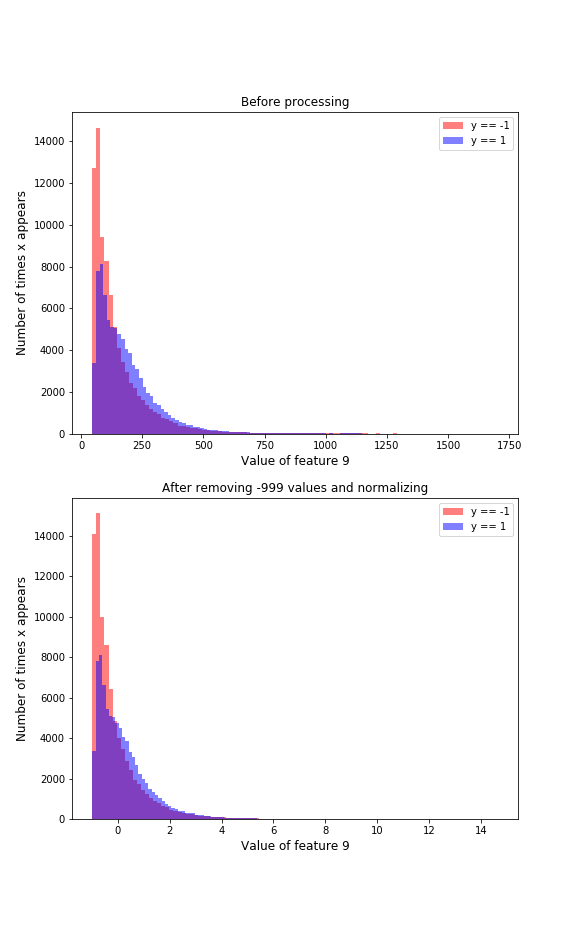 Before processing
y == -1
y == 1
14000
12000
10000
8000
6000
4000
2000
0
Number of times x appears
0 250 500 750 1000 1250 1500 1750
Value of feature 9
After removing -999 values and normalizing
y == -1
y == 1
14000
12000
10000
8000
6000
4000
2000
0
Number of times x appears
0 2 4 6 8 10 12 14
Value of feature 9